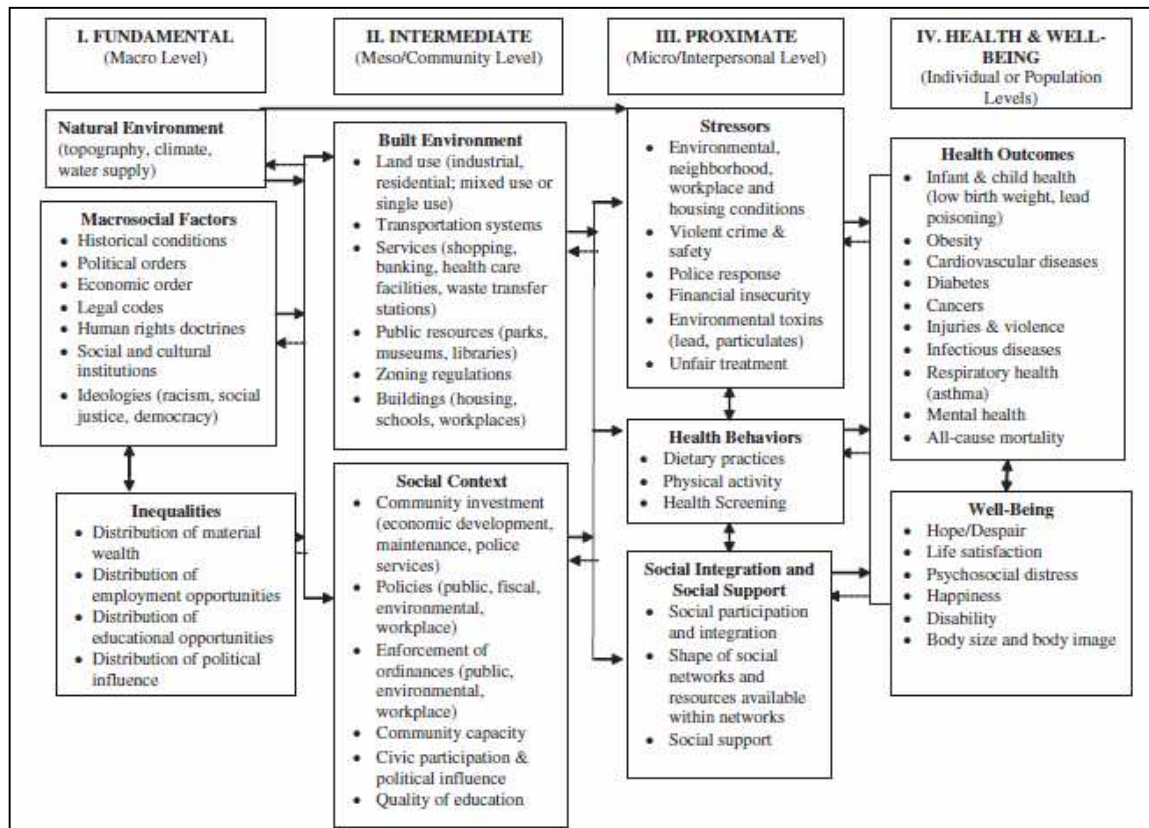 I. FUNDAMENTAL
(Macro Level)
II. INTERMEDIATE
(Meso/Community Level)
III. PROXIMATE
(Micro/Interpersonal Level)
IV. HEALTH & WELL-
BEING
(Individual or Population
Levels)
Natural Environment
(topography, climate,
water supply)
Macrosocial Factors
• Historical conditions
• Political orders
• Economic order
• Legal codes
• Human rights doctrines
• Social and cultural
institutions
• Ideologies (racism, social
justice, democracy)
Inequalities
• Distribution of material
wealth
• Distribution of
employment opportunities
• Distribution of
educational opportunities
• Distribution of political
influence
Built Environment
• Land use (industrial,
residential; mixed use or
single use)
• Transportation systems
• Services (shopping,
banking, health care
facilities, waste transfer
stations)
• Public resources (parks,
museums, libraries)
• Zoning regulations
• Buildings (housing,
schools, workplaces)
Social Context
• Community investment
(economic development,
maintenance, police
services)
• Policies (public, fiscal,
environmental,
workplace)
• Enforcement of
ordinances (public,
environmental,
workplace)
• Community capacity
• Civic participation &
political influence
• Quality of education
Stressors
• Environmental,
neighborhood,
workplace and
housing conditions
• Violent crime &
safety
• Police response
• Financial insecurity
• Environmental toxins
(lead, particulates)
• Unfair treatment
Health Behaviors
• Dietary practices
• Physical activity
• Health Screening
Social Integration and
Social Support
• Social participation
and integration
• Shape of social
networks and
resources available
within networks
• Social support
Health Outcomes
• Infant & child health
(low birth weight, lead
poisoning)
• Obesity
• Cardiovascular diseases
• Diabetes
• Cancers
• Injuries & violence
• Infectious diseases
• Respiratory health
(asthma)
• Mental health
• All-cause mortality
Well-Being
• Hope/Despair
• Life satisfaction
• Psychosocial distress
• Happiness
• Disability
• Body size and body image